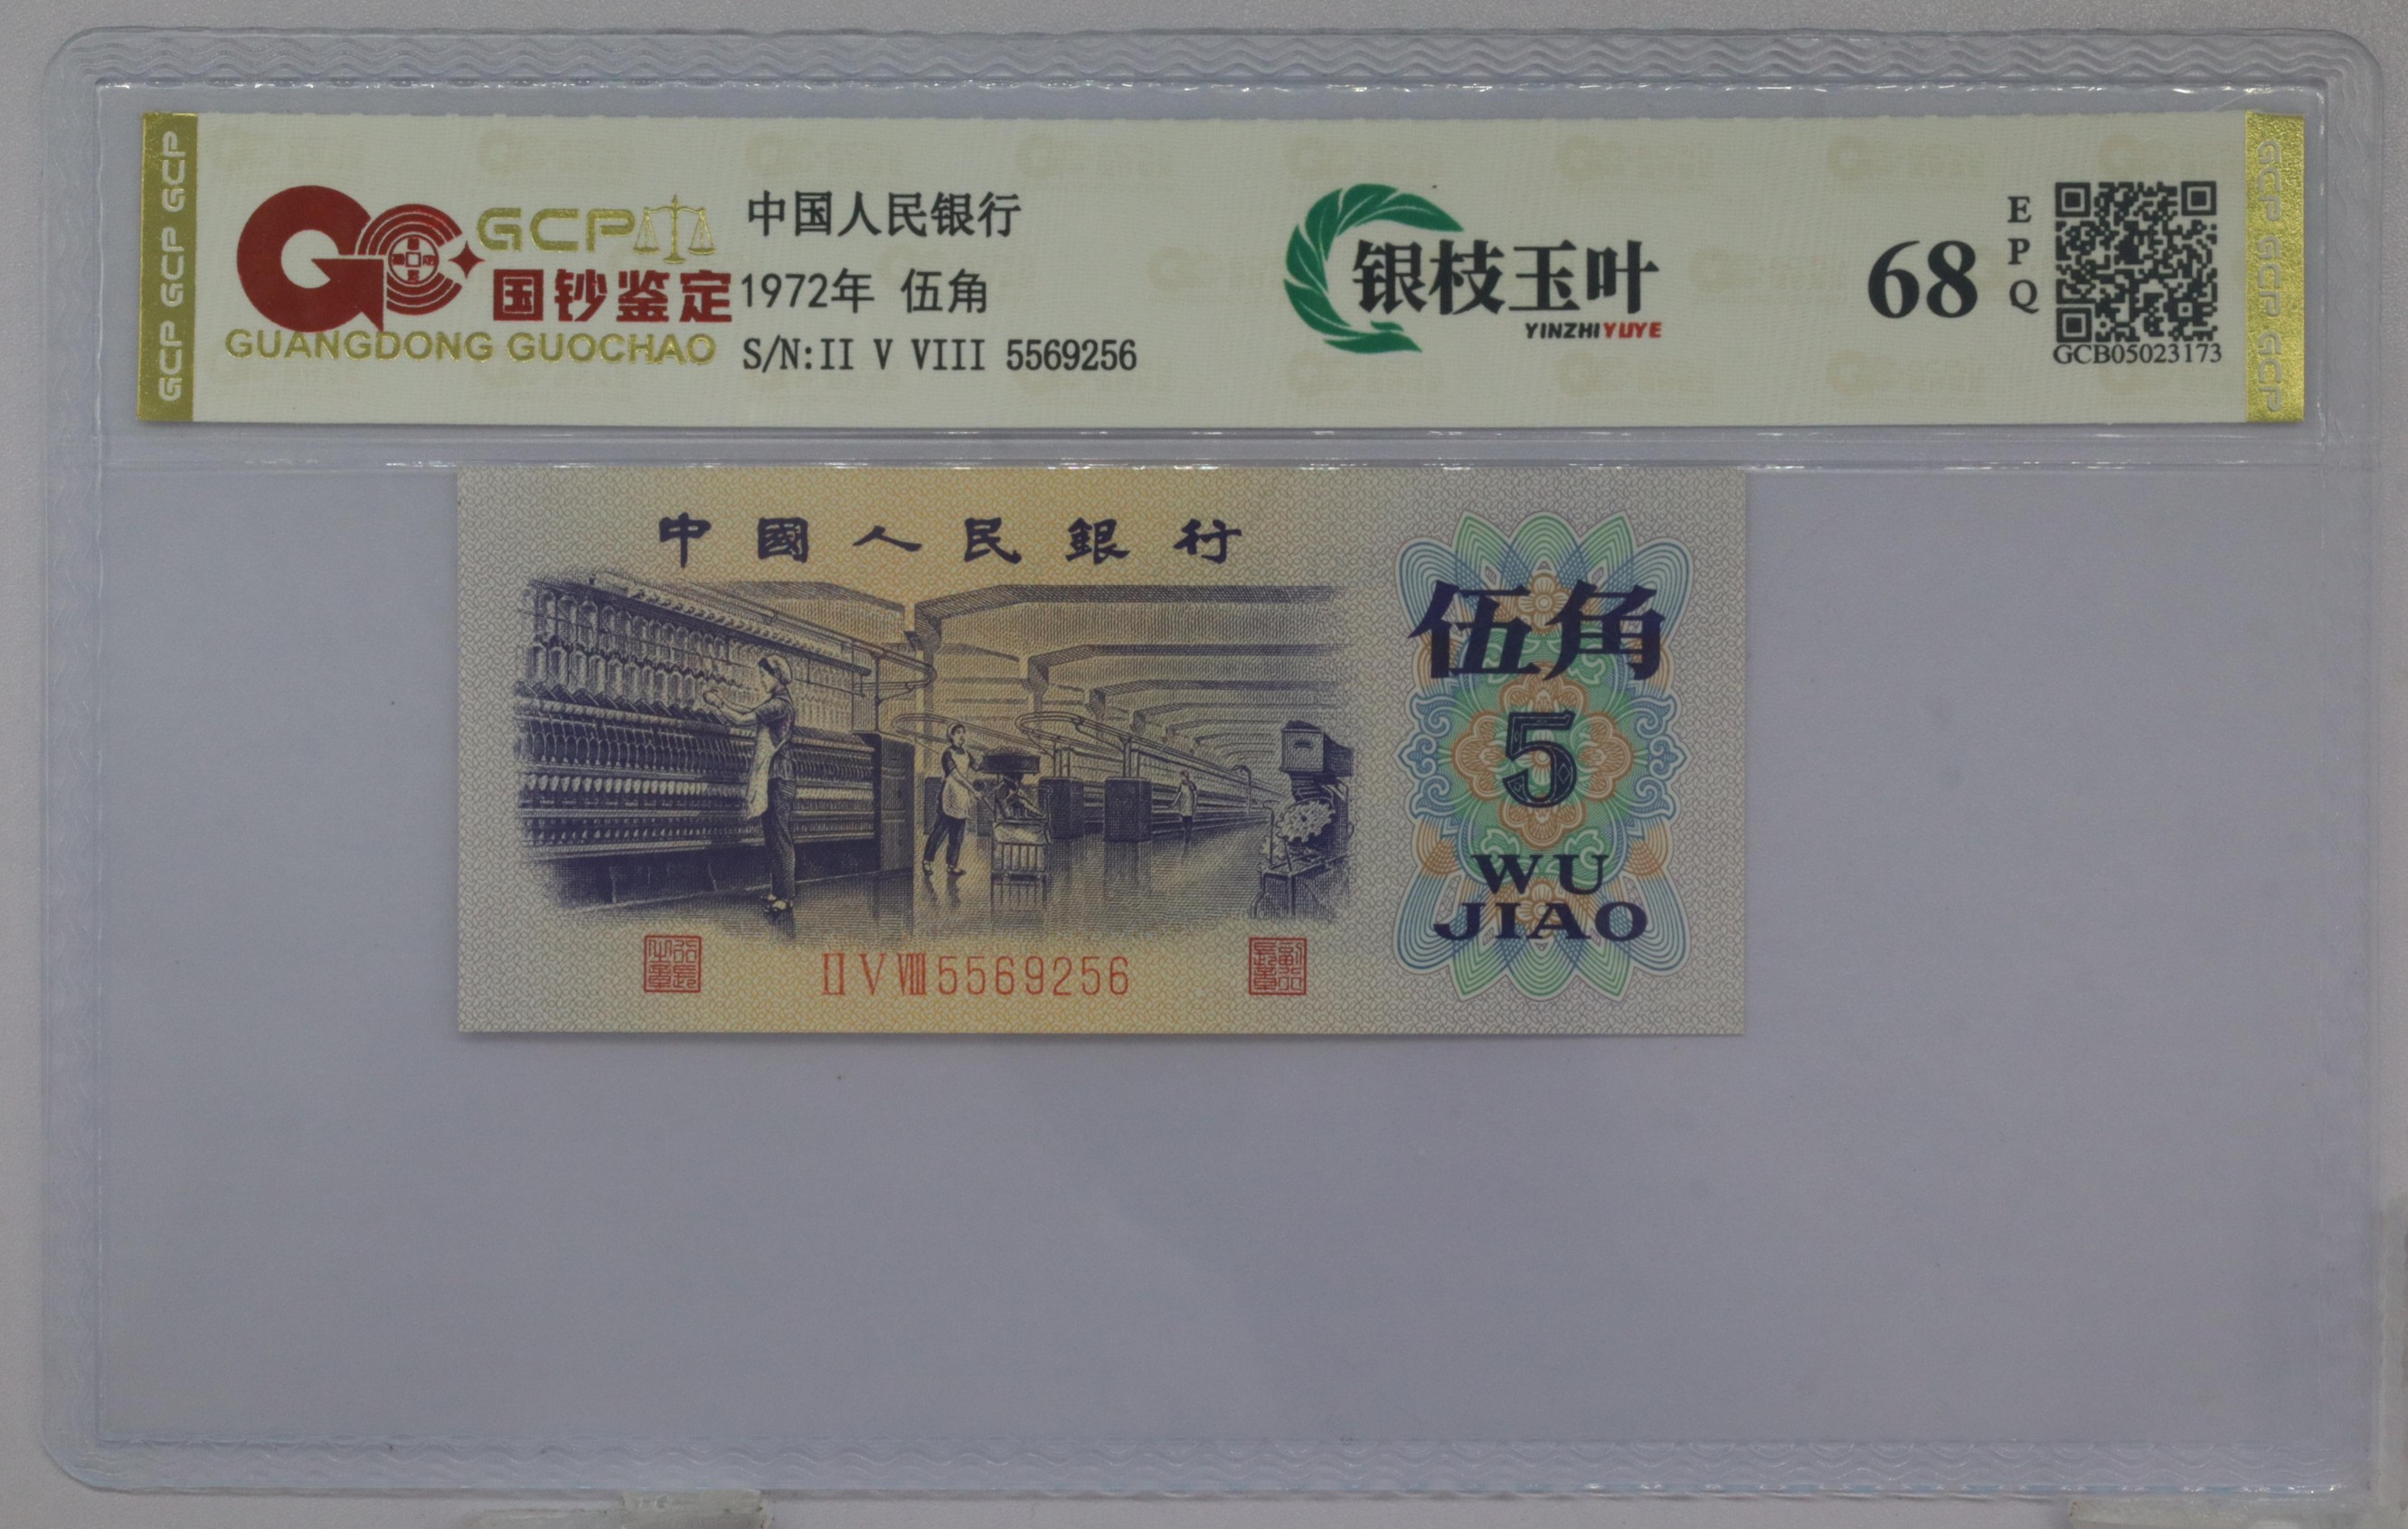 GCP GCP GCP
GCP
国钞鉴定
GUANGDONG GUOCHAO
中国人民银行
1972年 伍角
S/N:II V VIII 5569256
银枝玉叶
YINZHIYUYE
68
EPQ
GCB05023173
GCP GCP GCP
中國人民銀行
伍角
5
WU
JIAO
II V VIII 5569256